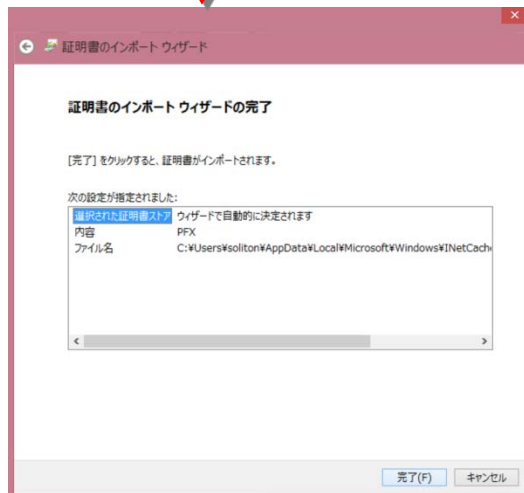 証明書のインポート ウィザード
証明書のインポート ウィザードの完了
[完了] をクリックすると、証明書がインポートされます。
次の設定が指定されました:
選択された証明書ストア ウィザードで自動的に決定されます
内容 PFX
ファイル名 C:¥Users¥soliton¥AppData¥Local¥Microsoft¥Windows¥INetCach
完了(F) キャンセル